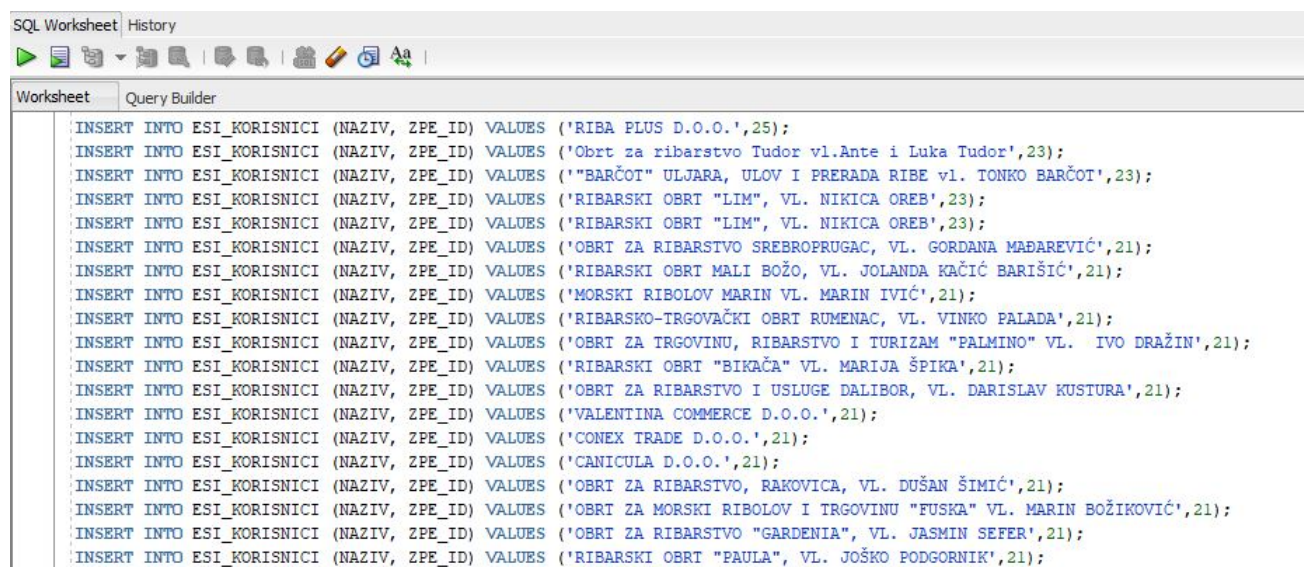 SQL Worksheet History
Aa
Worksheet Query Builder
INSERT INTO ESI_KORISNICI (NAZIV, ZPE_ID) VALUES ('RIBA PLUS D.O.O.',25);
INSERT INTO ESI_KORISNICI (NAZIV, ZPE_ID) VALUES ('Obrt za ribarstvo Tudor vl.Ante i Luka Tudor',23);
INSERT INTO ESI_KORISNICI (NAZIV, ZPE_ID) VALUES ('"BARČOT" ULJARA, ULOV I PRERADA RIBE vl. TONKO BARČOT',23);
INSERT INTO ESI_KORISNICI (NAZIV, ZPE_ID) VALUES ('RIBARSKI OBRT "LIM", VL. NIKICA OREB',23);
INSERT INTO ESI_KORISNICI (NAZIV, ZPE_ID) VALUES ('RIBARSKI OBRT "LIM", VL. NIKICA OREB',23);
INSERT INTO ESI_KORISNICI (NAZIV, ZPE_ID) VALUES ('OBRT ZA RIBARSTVO SREBROPRUGAC, VL. GORDANA MAĐAREVIĆ',21);
INSERT INTO ESI_KORISNICI (NAZIV, ZPE_ID) VALUES ('RIBARSKI OBRT MALI BOŽO, VL. JOLANDA KAČIĆ BARIŠIĆ',21);
INSERT INTO ESI_KORISNICI (NAZIV, ZPE_ID) VALUES ('MORSKI RIBOLOV MARIN VL. MARIN IVIĆ',21);
INSERT INTO ESI_KORISNICI (NAZIV, ZPE_ID) VALUES ('RIBARSKO-TRGOVAČKI OBRT RUMENAC, VL. VINKO PALADA',21);
INSERT INTO ESI_KORISNICI (NAZIV, ZPE_ID) VALUES ('OBRT ZA TRGOVINU, RIBARSTVO I TURIZAM "PALMINO" VL.  IVO DRAŽIN',21);
INSERT INTO ESI_KORISNICI (NAZIV, ZPE_ID) VALUES ('RIBARSKI OBRT "BIKAČA" VL. MARIJA ŠPIKA',21);
INSERT INTO ESI_KORISNICI (NAZIV, ZPE_ID) VALUES ('OBRT ZA RIBARSTVO I USLUGE DALIBOR, VL. DARISLAV KUSTURA',21);
INSERT INTO ESI_KORISNICI (NAZIV, ZPE_ID) VALUES ('VALENTINA COMMERCE D.O.O.',21);
INSERT INTO ESI_KORISNICI (NAZIV, ZPE_ID) VALUES ('CONEX TRADE D.O.O.',21);
INSERT INTO ESI_KORISNICI (NAZIV, ZPE_ID) VALUES ('CANICULA D.O.O.',21);
INSERT INTO ESI_KORISNICI (NAZIV, ZPE_ID) VALUES ('OBRT ZA RIBARSTVO, RAKOVICA, VL. DUŠAN ŠIMIĆ',21);
INSERT INTO ESI_KORISNICI (NAZIV, ZPE_ID) VALUES ('OBRT ZA MORSKI RIBOLOV I TRGOVINU "FUSKA" VL. MARIN BOŽIKOVIĆ',21);
INSERT INTO ESI_KORISNICI (NAZIV, ZPE_ID) VALUES ('OBRT ZA RIBARSTVO "GARDENIA", VL. JASMIN SEFER',21);
INSERT INTO ESI_KORISNICI (NAZIV, ZPE_ID) VALUES ('RIBARSKI OBRT "PAULA", VL. JOŠKO PODGORNIK',21);